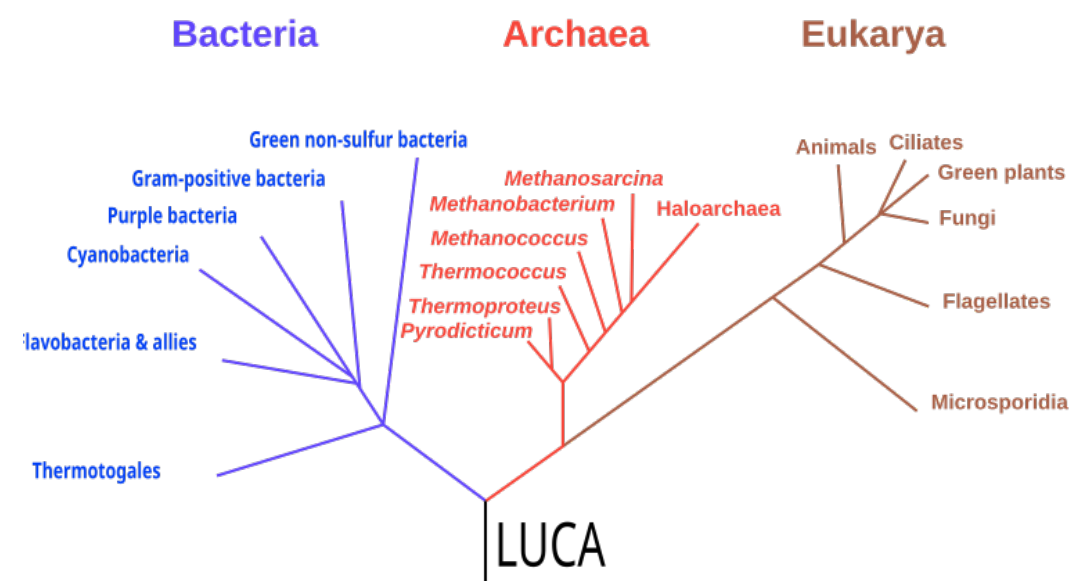 Bacteria
Archaea
Eukarya
Green non-sulfur bacteria
Gram-positive bacteria
Purple bacteria
Cyanobacteria
lavobacteria & allies
Thermotogales
Methanosarcina
Methanobacterium
Haloarchaea
Methanococcus
Thermococcus
Thermoproteus
Pyrodicticum
Animals
Ciliates
Green plants
Fungi
Flagellates
Microsporidia
LUCA